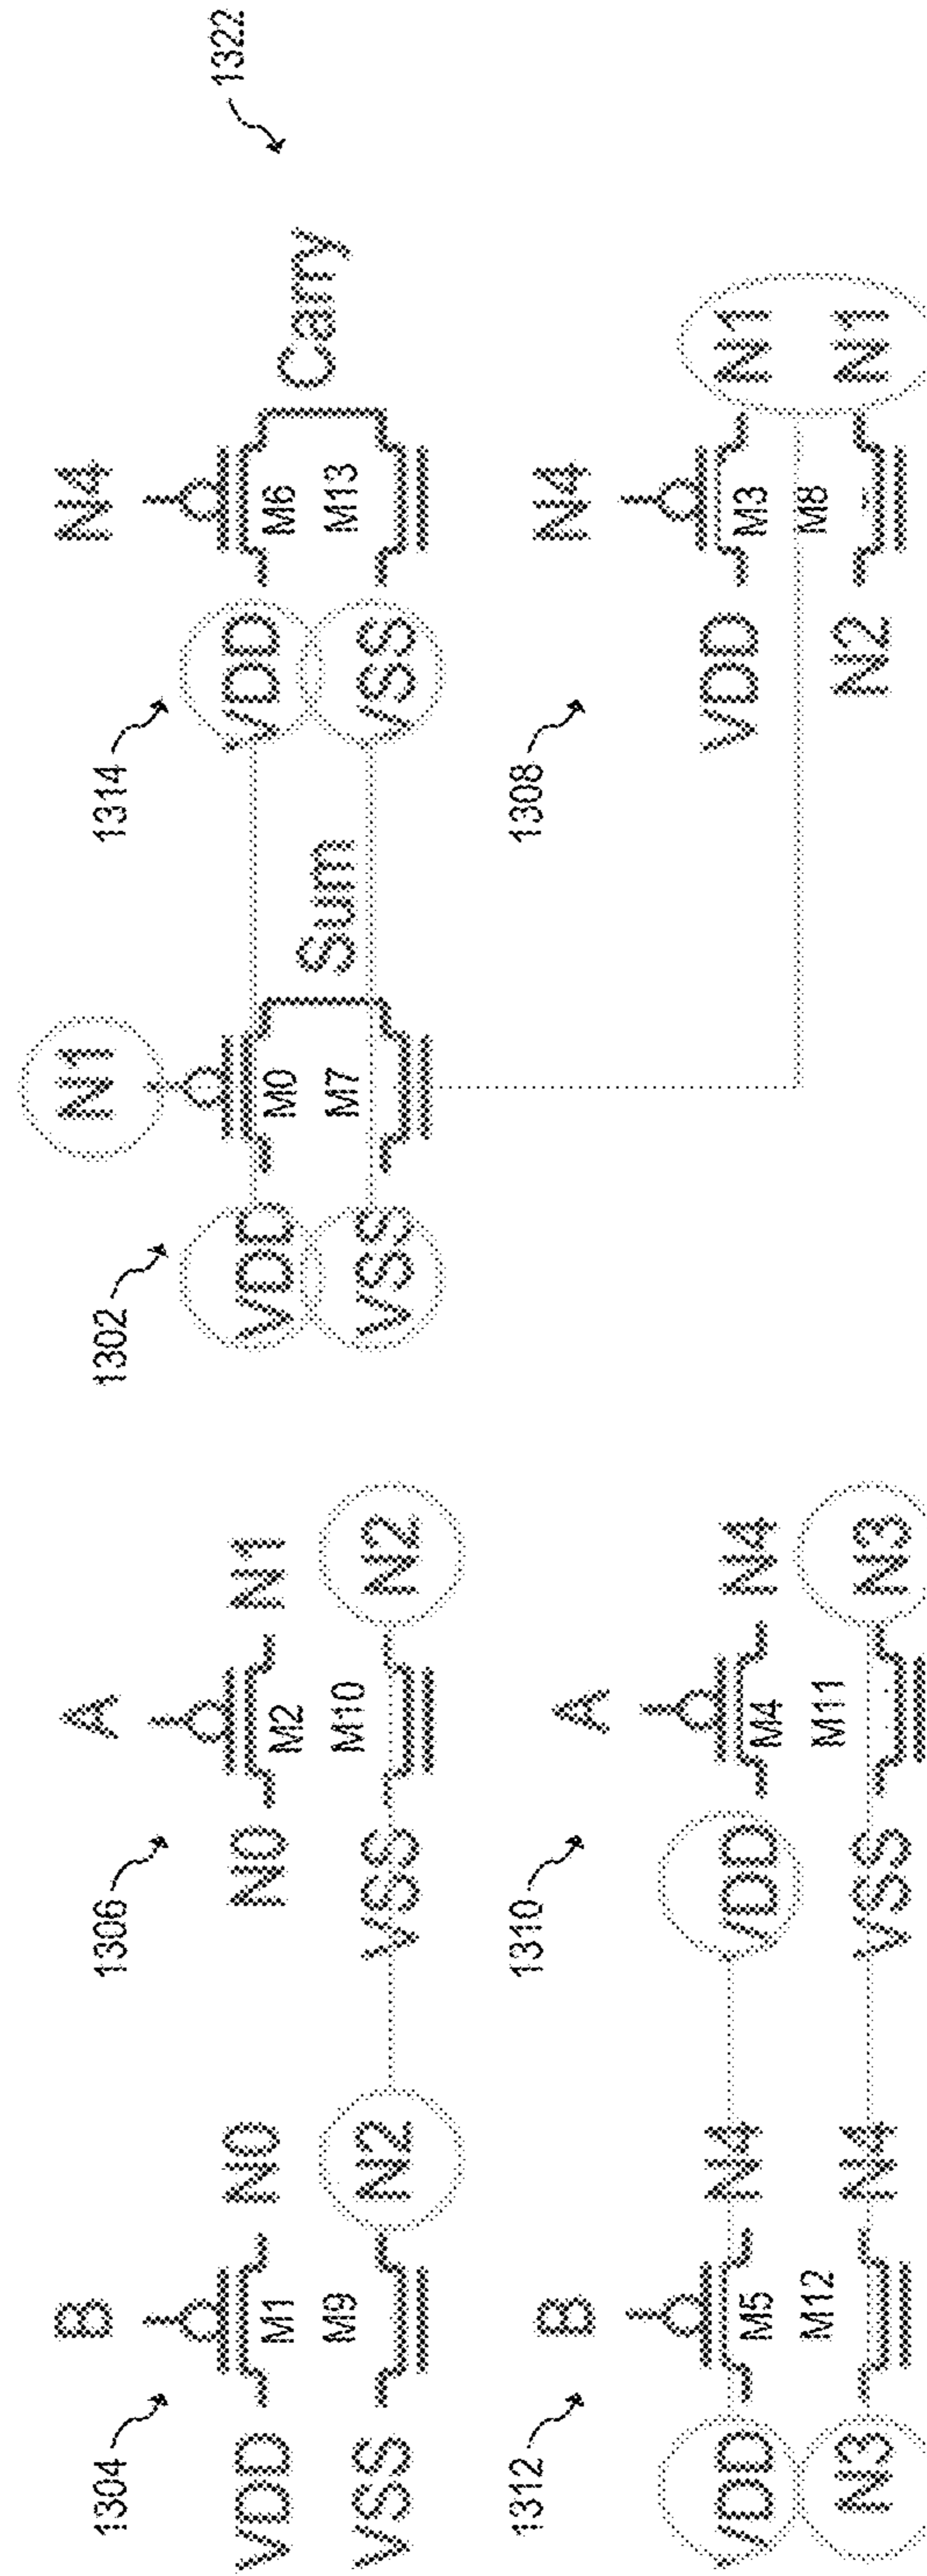 1304
B
VDD
M1
N0
VSS
M9
N2
1306
A
N0
M2
N1
VSS
M10
N2
1302
N1
VDD
M0
VSS
M7
Sum
1314
N4
VDD
M6
VSS
M13
Carry
1322
1312
B
VDD
M5
N4
N3
M12
N4
1310
A
VDD
M4
N4
VSS
M11
N3
1308
N4
VDD
M3
N1
N2
M8
N1